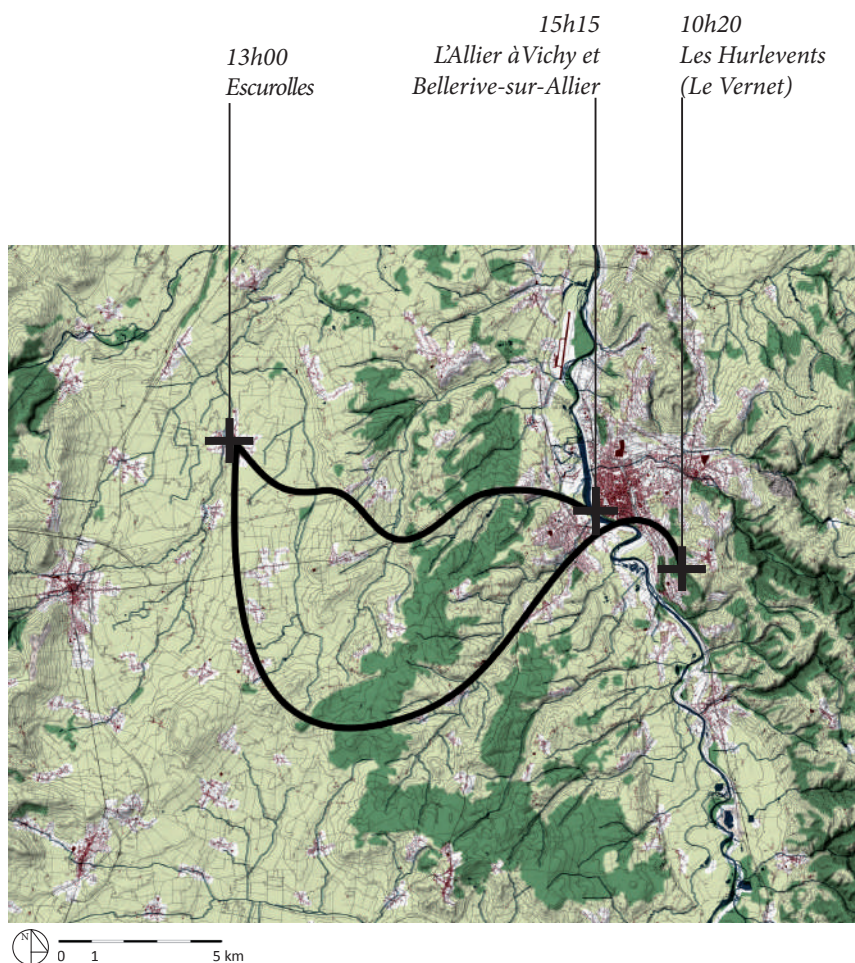 13h00
Escurolles
15h15
L'Allier àVichy et
Bellerive-sur-Allier
10h20
Les Hurlevents
(Le Vernet)
N
0 1 5 km